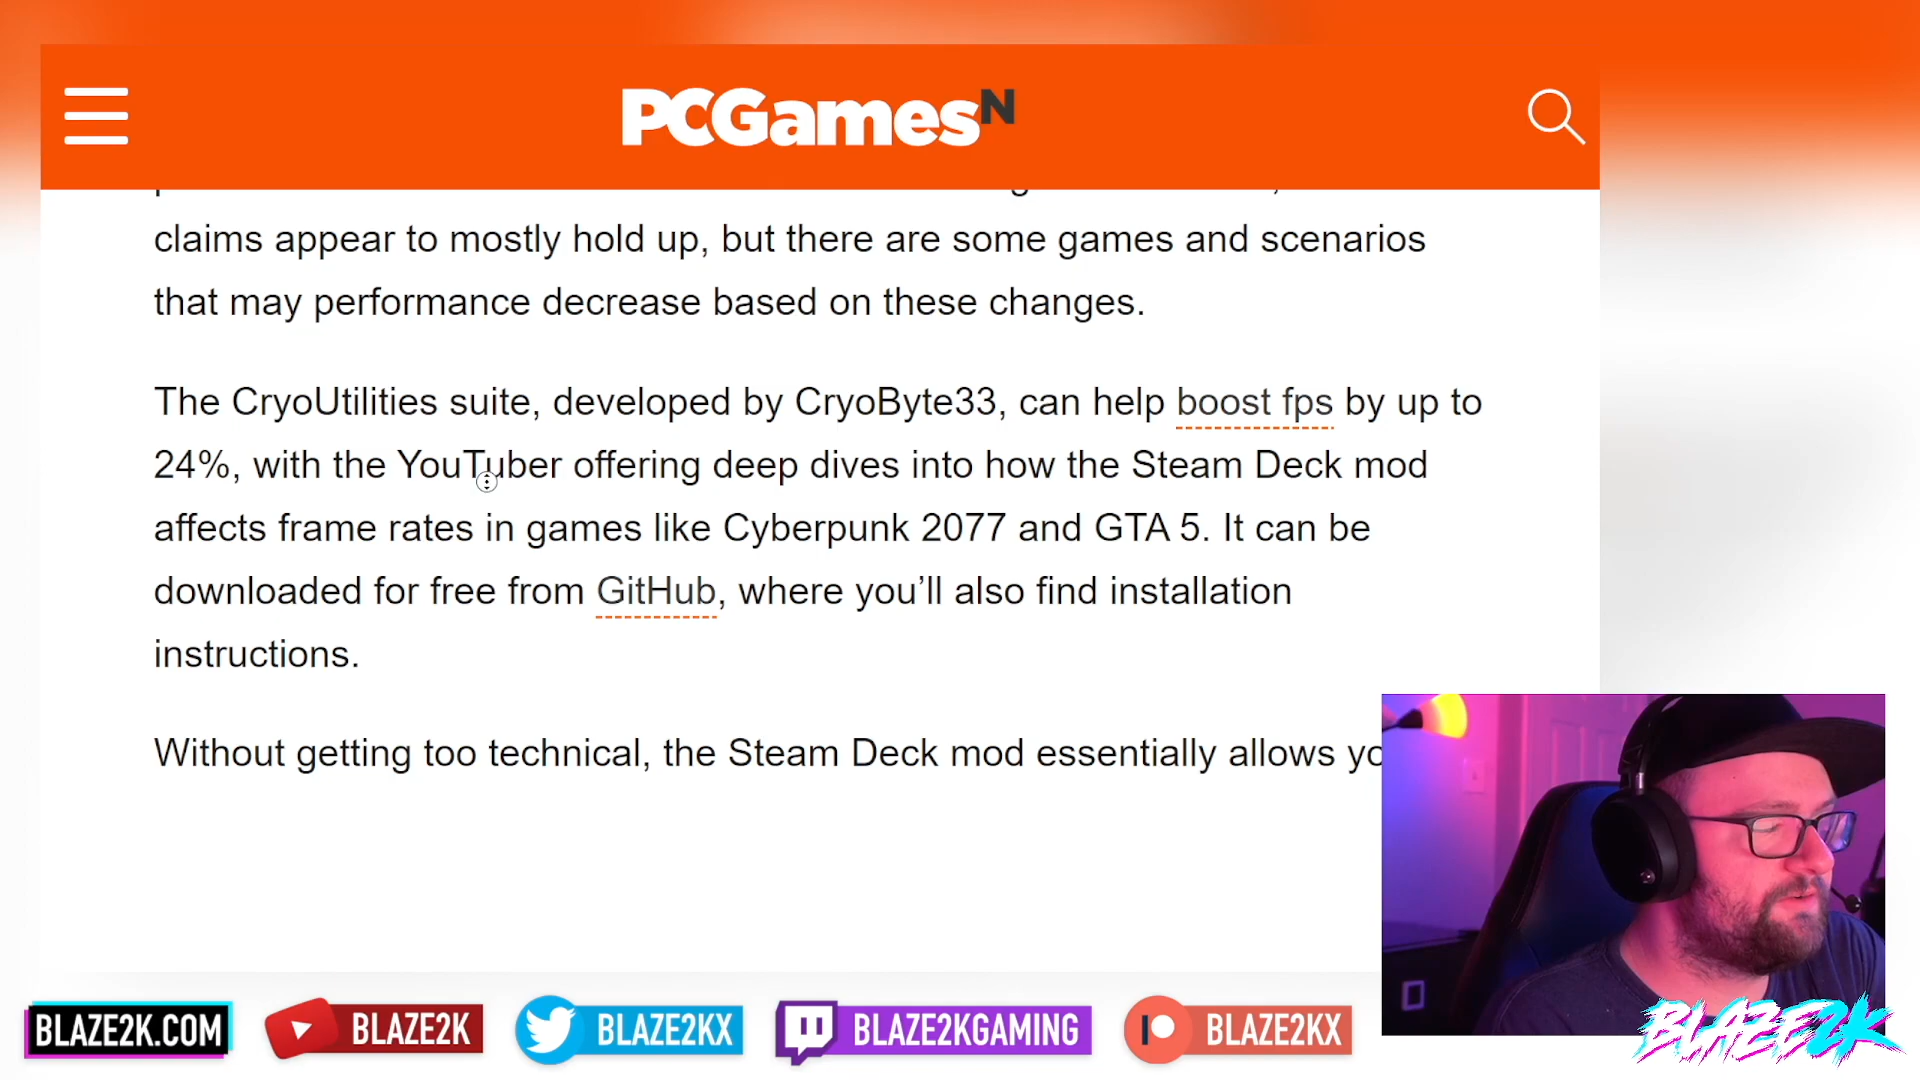 PCGamesN
claims appear to mostly hold up, but there are some games and scenarios
that may performance decrease based on these changes.
The CryoUtilities suite, developed by CryoByte33, can help boost fps by up to
24%, with the YouTuber offering deep dives into how the Steam Deck mod
affects frame rates in games like Cyberpunk 2077 and GTA 5. It can be
downloaded for free from GitHub, where you’ll also find installation
instructions.
Without getting too technical, the Steam Deck mod essentially allows
BLAZE2K.COM
BLAZE2K
BLAZE2KX
BLAZE2KGAMING
BLAZE2KX
BLAZE2K